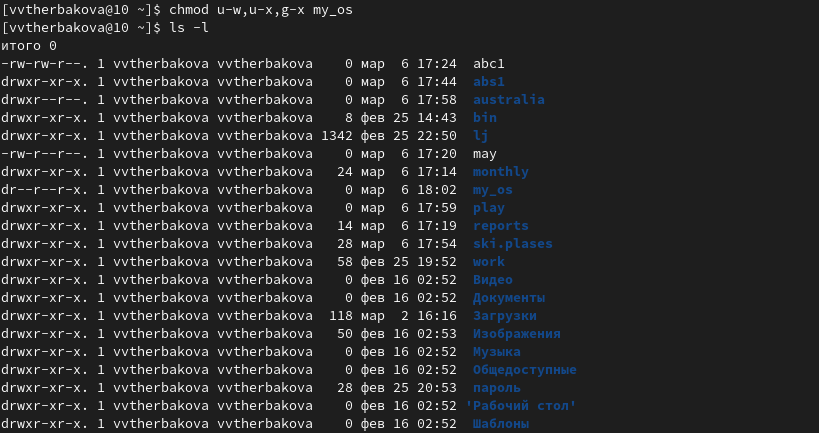 [vvtherbakova@10 ~]$ chmod u-w,u-x,g-x my_os
[vvtherbakova@10 ~]$ ls -l
итого 0
-rw-rw-r--. 1 vvtherbakova vvtherbakova    0 мар  6 17:24  abc1
drwxr-xr-x. 1 vvtherbakova vvtherbakova    0 мар  6 17:44  abs1
drwxr--r--. 1 vvtherbakova vvtherbakova    0 мар  6 17:58  australia
drwxr-xr-x. 1 vvtherbakova vvtherbakova    8 фев 25 14:43  bin
drwxr-xr-x. 1 vvtherbakova vvtherbakova 1342 фев 25 22:50  lj
-rw-r--r--. 1 vvtherbakova vvtherbakova    0 мар  6 17:20  may
drwxr-xr-x. 1 vvtherbakova vvtherbakova   24 мар  6 17:14  monthly
dr--r--r-x. 1 vvtherbakova vvtherbakova    0 мар  6 18:02  my_os
drwxr-xr-x. 1 vvtherbakova vvtherbakova    0 мар  6 17:59  play
drwxr-xr-x. 1 vvtherbakova vvtherbakova   14 мар  6 17:19  reports
drwxr-xr-x. 1 vvtherbakova vvtherbakova   28 мар  6 17:54  ski.plases
drwxr-xr-x. 1 vvtherbakova vvtherbakova   58 фев 25 19:52  work
drwxr-xr-x. 1 vvtherbakova vvtherbakova    0 фев 16 02:52  Видео
drwxr-xr-x. 1 vvtherbakova vvtherbakova    0 фев 16 02:52  Документы
drwxr-xr-x. 1 vvtherbakova vvtherbakova  118 мар  2 16:16  Загрузки
drwxr-xr-x. 1 vvtherbakova vvtherbakova   50 фев 16 02:53  Изображения
drwxr-xr-x. 1 vvtherbakova vvtherbakova    0 фев 16 02:52  Музыка
drwxr-xr-x. 1 vvtherbakova vvtherbakova    0 фев 16 02:52  Общедоступные
drwxr-xr-x. 1 vvtherbakova vvtherbakova   28 фев 25 20:53  пароль
drwxr-xr-x. 1 vvtherbakova vvtherbakova    0 фев 16 02:52 'Рабочий стол'
drwxr-xr-x. 1 vvtherbakova vvtherbakova    0 фев 16 02:52  Шаблоны